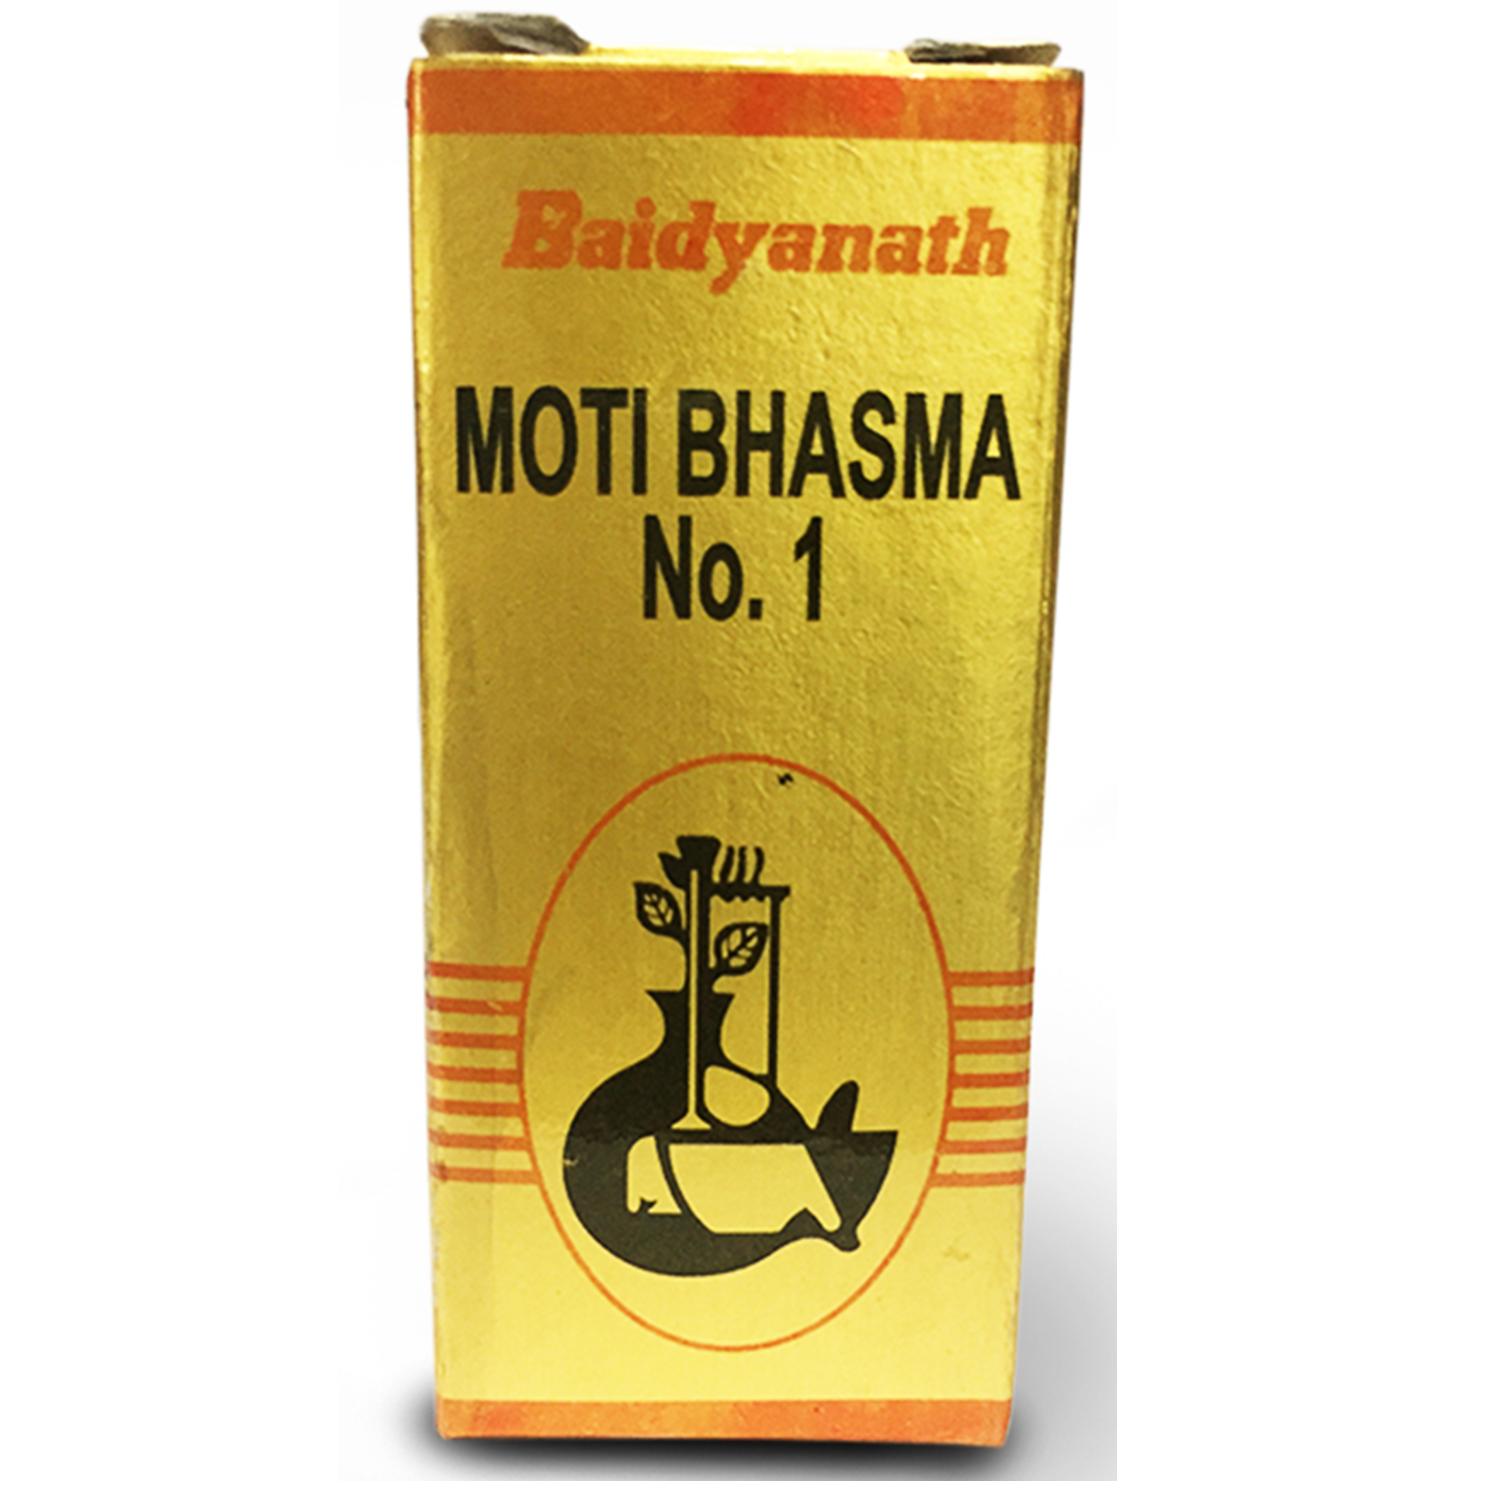 Baidyanath
MOTI BHASMA
No. 1